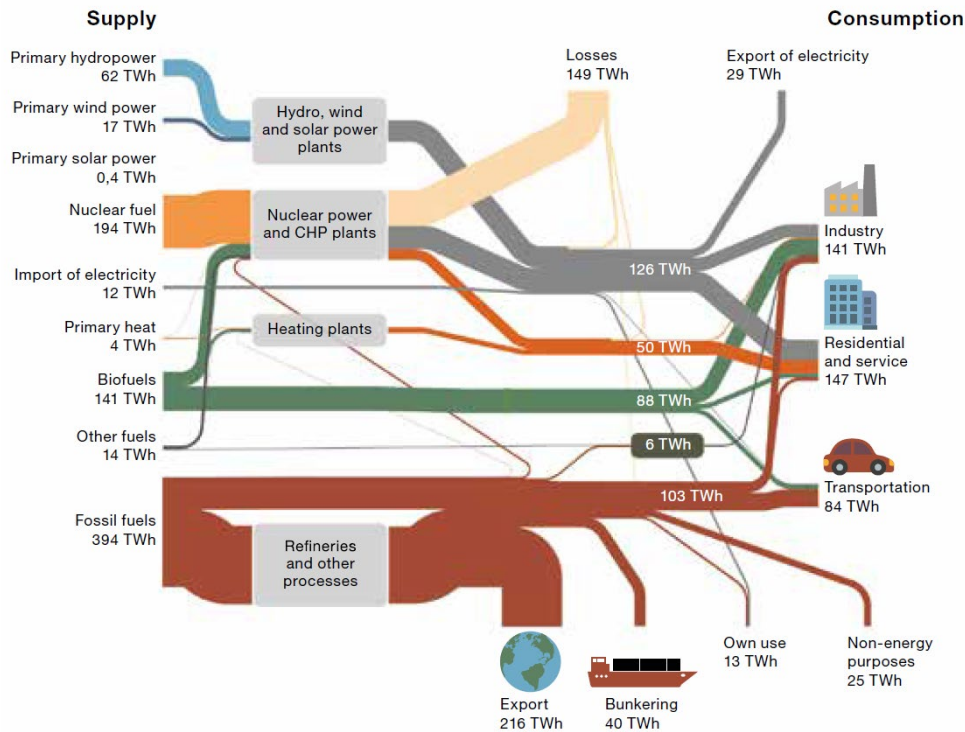 Supply
Consumption
Primary hydropower
62 TWh
Primary wind power
17 TWh
Primary solar power
0,4 TWh
Nuclear fuel
194 TWh
Import of electricity
12 TWh
Primary heat
4 TWh
Biofuels
141 TWh
Other fuels
14 TWh
Fossil fuels
394 TWh
Hydro, wind
and solar power
plants
Nuclear power
and CHP plants
Heating plants
Refineries
and other
processes
Losses
149 TWh
Export of electricity
29 TWh
126 TWh
50 TWh
88 TWh
6 TWh
103 TWh
Industry
141 TWh
Residential
and service
147 TWh
Transportation
84 TWh
Export
216 TWh
Bunkering
40 TWh
Own use
13 TWh
Non-energy
purposes
25 TWh